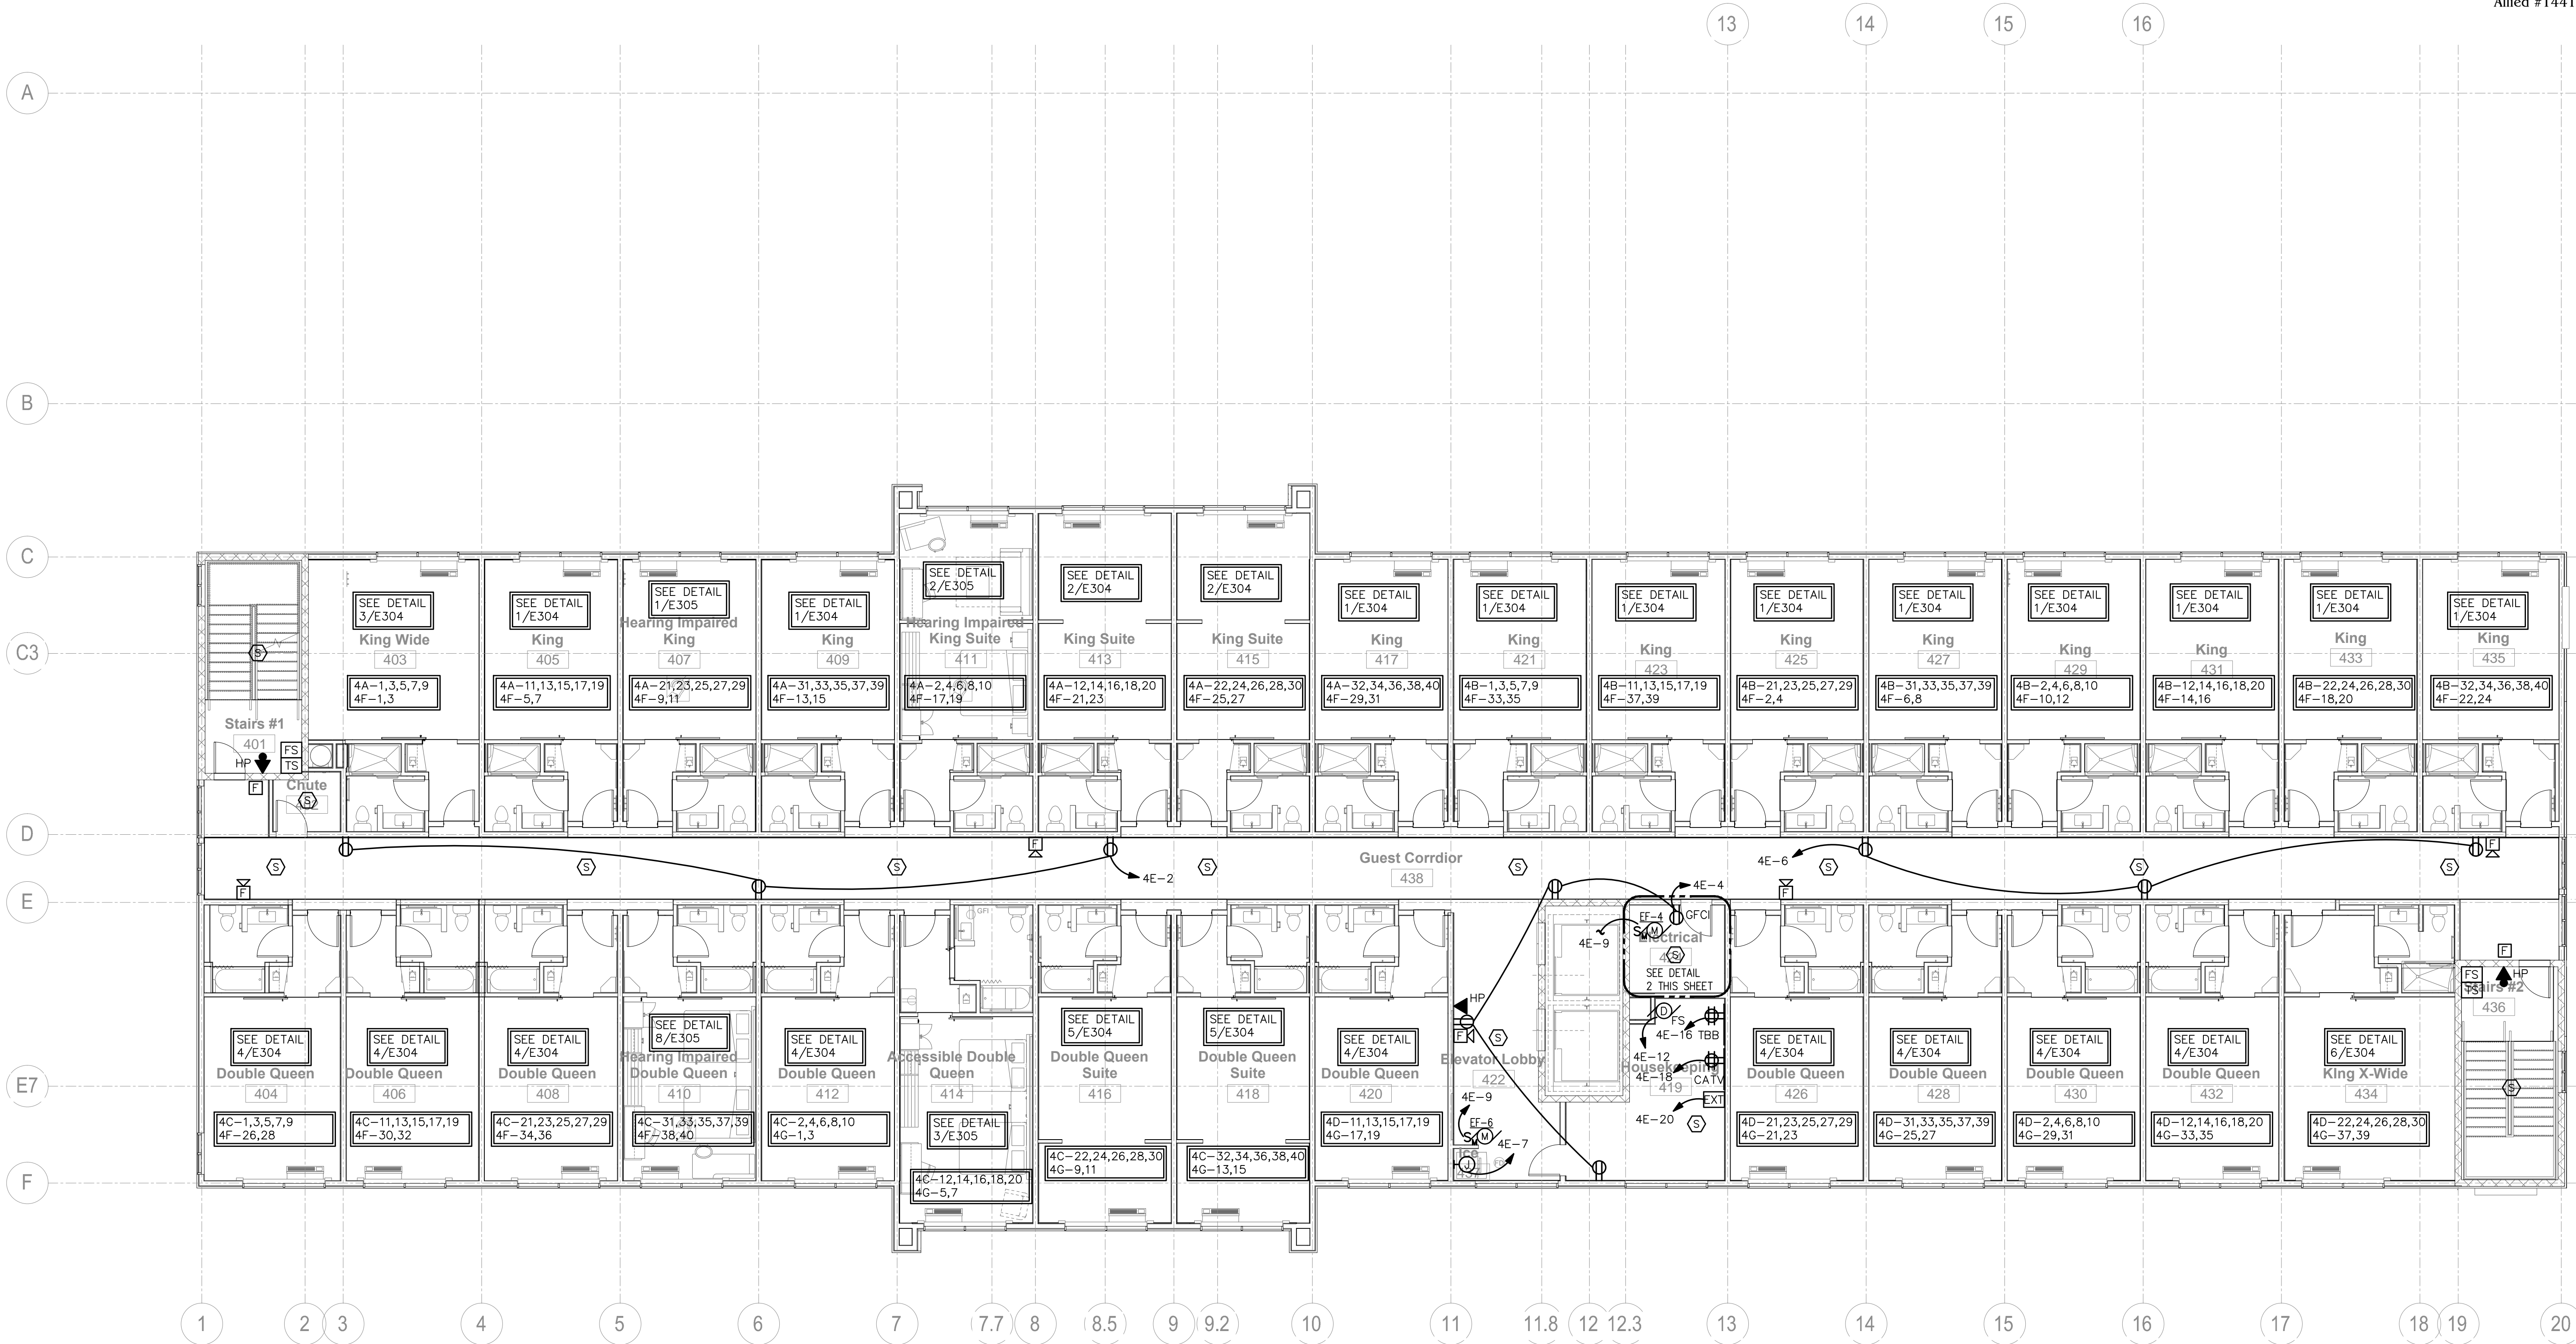 Allied #1441
13
14
15
16
A
B
C
C3
D
E
E7
F
SEE DETAIL
3/E304
King Wide
403
4A-1,3,5,7,9
4F-1,3
SEE DETAIL
1/E304
King
405
4A-11,13,15,17,19
4F-5,7
SEE DETAIL
1/E305
Hearing Impaired
King
407
4A-21,23,25,27,29
4F-9,11
SEE DETAIL
1/E304
King
409
4A-31,33,35,37,39
4F-13,15
SEE DETAIL
2/E305
Hearing Impaired
King Suite
411
4A-2,4,6,8,10
4F-17,19
SEE DETAIL
2/E304
King Suite
413
4A-12,14,16,18,20
4F-21,23
SEE DETAIL
2/E304
King Suite
415
4A-22,24,26,28,30
4F-25,27
SEE DETAIL
1/E304
King
417
4A-32,34,36,38,40
4F-29,31
SEE DETAIL
1/E304
King
421
4B-1,3,5,7,9
4F-33,35
SEE DETAIL
1/E304
King
423
4B-11,13,15,17,19
4F-37,39
SEE DETAIL
1/E304
King
425
4B-21,23,25,27,29
4F-2,4
SEE DETAIL
1/E304
King
427
4B-31,33,35,37,39
4F-6,8
SEE DETAIL
1/E304
King
429
4B-2,4,6,8,10
4F-10,12
SEE DETAIL
1/E304
King
431
4B-12,14,16,18,20
4F-14,16
SEE DETAIL
1/E304
King
433
4B-22,24,26,28,30
4F-18,20
SEE DETAIL
1/E304
King
435
4B-32,34,36,38,40
4F-22,24
S
Stairs #1
401
HP
FS
TS
F
Chute
S
S
F
S
S
F
4E-2
S
Guest Corrdior
438
S
4E-6
S
F
S
S
F
4E-4
EF-4
GFCI
S
M
M
4E-9
Electrical
S
SEE DETAIL
2 THIS SHEET
GFI
HP
F
S
Elevator Lobby
422
4E-9
EF-6
S
M
M
4E-7
Ice
J
D
FS
4E-16
TBB
4E-12
Housekeeping
4E-18
419
CATV
EXT
4E-20
S
F
FS
TS
HP
Stairs #2
436
S
SEE DETAIL
4/E304
Double Queen
404
4C-1,3,5,7,9
4F-26,28
SEE DETAIL
4/E304
Double Queen
406
4C-11,13,15,17,19
4F-30,32
SEE DETAIL
4/E304
Double Queen
408
4C-21,23,25,27,29
4F-34,36
SEE DETAIL
8/E305
Hearing Impaired
Double Queen
410
4C-31,33,35,37,39
4F-38,40
SEE DETAIL
4/E304
Double Queen
412
4C-2,4,6,8,10
4G-1,3
Accessible Double
Queen
414
SEE DETAIL
3/E305
4C-12,14,16,18,20
4G-5,7
SEE DETAIL
5/E304
Double Queen
Suite
416
4C-22,24,26,28,30
4G-9,11
SEE DETAIL
5/E304
Double Queen
Suite
418
4C-32,34,36,38,40
4G-13,15
SEE DETAIL
4/E304
Double Queen
420
4D-11,13,15,17,19
4G-17,19
SEE DETAIL
4/E304
Double Queen
426
4D-21,23,25,27,29
4G-21,23
SEE DETAIL
4/E304
Double Queen
428
4D-31,33,35,37,39
4G-25,27
SEE DETAIL
4/E304
Double Queen
430
4D-2,4,6,8,10
4G-29,31
SEE DETAIL
4/E304
Double Queen
432
4D-12,14,16,18,20
4G-33,35
SEE DETAIL
6/E304
KIng X-Wide
434
4D-22,24,26,28,30
4G-37,39
1
2
3
4
5
6
7
7.7
8
8.5
9
9.2
10
11
11.8
12
12.3
13
14
15
16
17
18
19
20